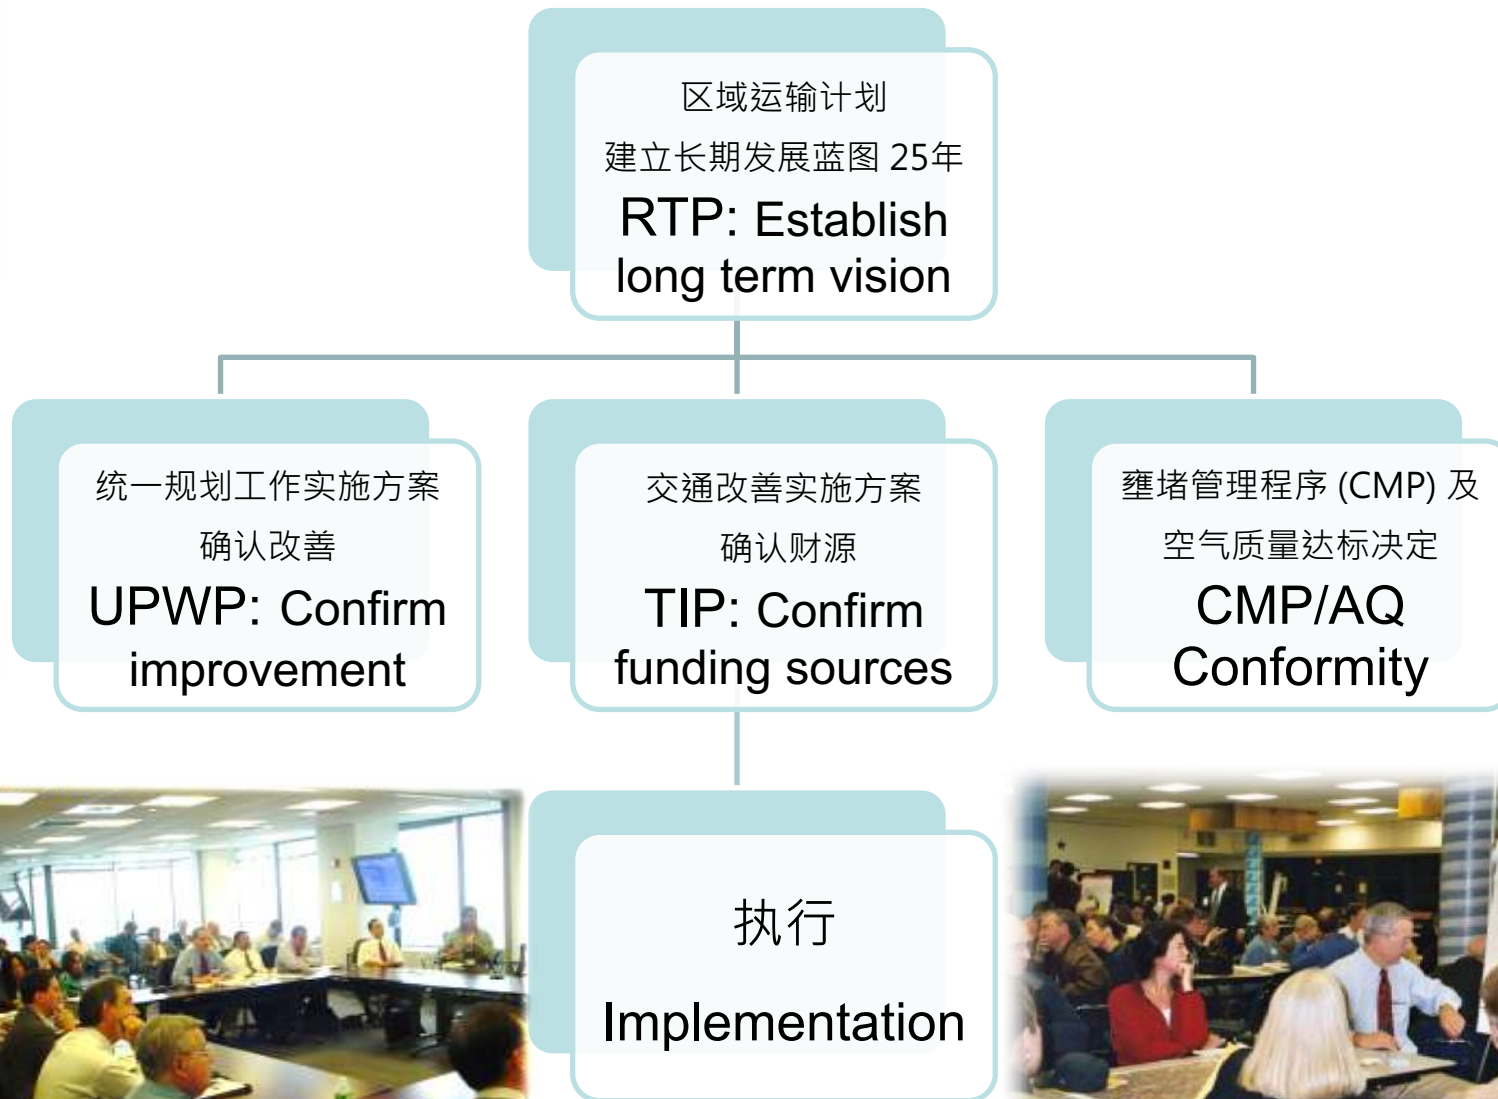 区域运输计划
建立长期发展蓝图 25年
RTP: Establish
long term vision
统一规划工作实施方案
确认改善
UPWP: Confirm
improvement
交通改善实施方案
确认财源
TIP: Confirm
funding sources
壅堵管理程序 (CMP) 及
空气质量达标决定
CMP/AQ
Conformity
执行
Implementation